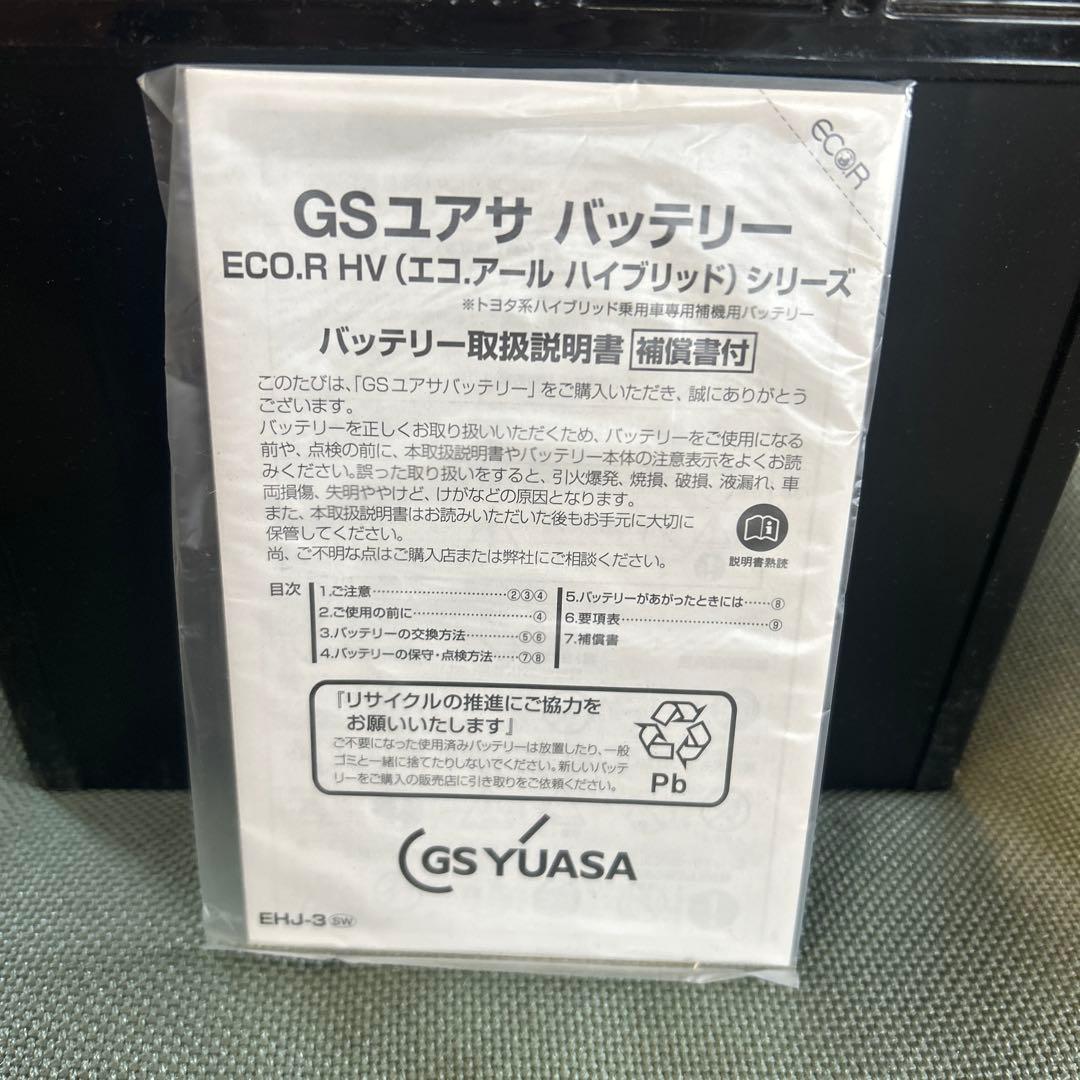 ECO.R
GSユアサ バッテリー
ECO.R HV（エコ.アール ハイブリッド）シリーズ
※トヨタ系ハイブリッド乗用車専用補機用バッテリー
バッテリー取扱説明書 補償書付
このたびは、「GSユアサバッテリー」をご購入いただき、誠にありがとう
ございます。
バッテリーを正しくお取り扱いいただくため、バッテリーをご使用になる
前や、点検の前に、本取扱説明書やバッテリー本体の注意表示をよくお読
みください。誤った取り扱いをすると、引火爆発、焼損、破損、液漏れ、車
両損傷、失明ややけど、けがなどの原因となります。
また、本取扱説明書はお読みいただいた後もお手元に大切に
保管してください。
尚、ご不明な点はご購入店または弊社にご相談ください。
説明書熟読
目次
1.ご注意……………………………②③④
2.ご使用の前に…………………………④
3.バッテリーの交換方法…………⑤⑥
4.バッテリーの保守・点検方法……⑦⑧
5.バッテリーがあがったときには……⑧
6.要項表…………………………………⑨
7.補償書
『リサイクルの推進にご協力を
お願いいたします』
ご不要になった使用済みバッテリーは放置したり、一般
ゴミと一緒に捨てたりしないでください。新しいバッテ
リーをご購入の販売店に引き取りをご依頼ください。
Pb
GS YUASA
EHJ-3 SW